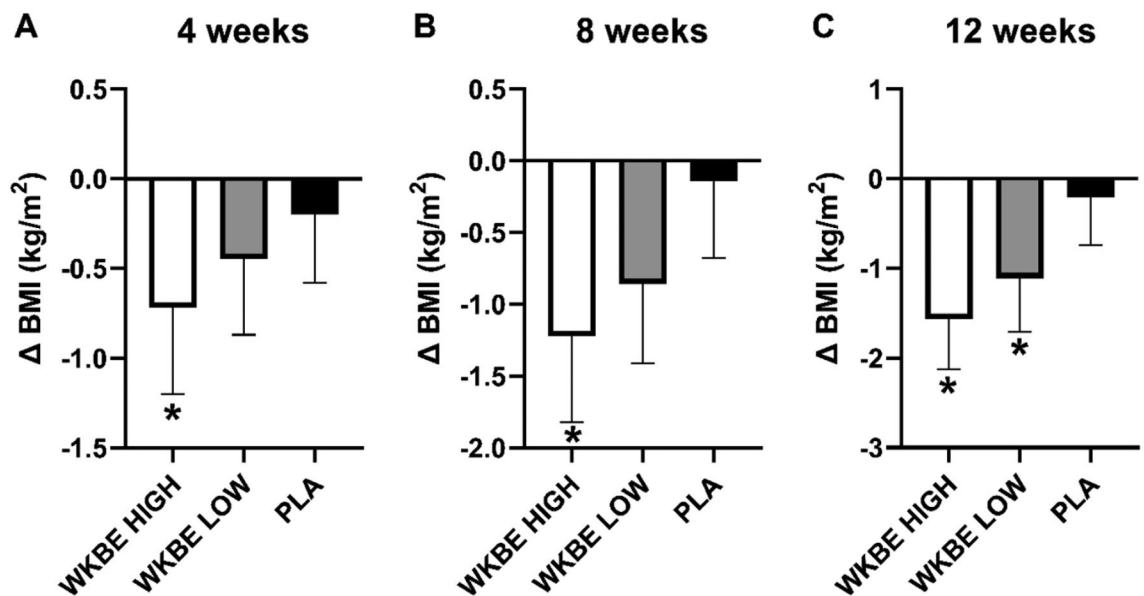 A 4 weeks
Δ BMI (kg/m²)
0.5
0.0
-0.5
-1.0
-1.5
*
WKBE HIGH
WKBE LOW
PLA
B 8 weeks
Δ BMI (kg/m²)
0.5
0.0
-0.5
-1.0
-1.5
-2.0
*
WKBE HIGH
WKBE LOW
PLA
C 12 weeks
Δ BMI (kg/m²)
1
0
-1
-2
-3
*
*
WKBE HIGH
WKBE LOW
PLA